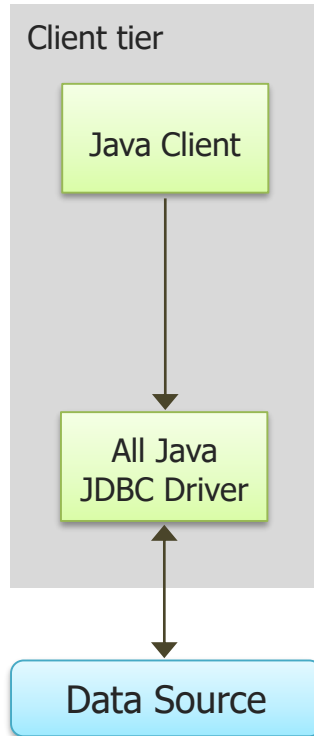 Client tier
Java Client
All Java
JDBC Driver
Data Source